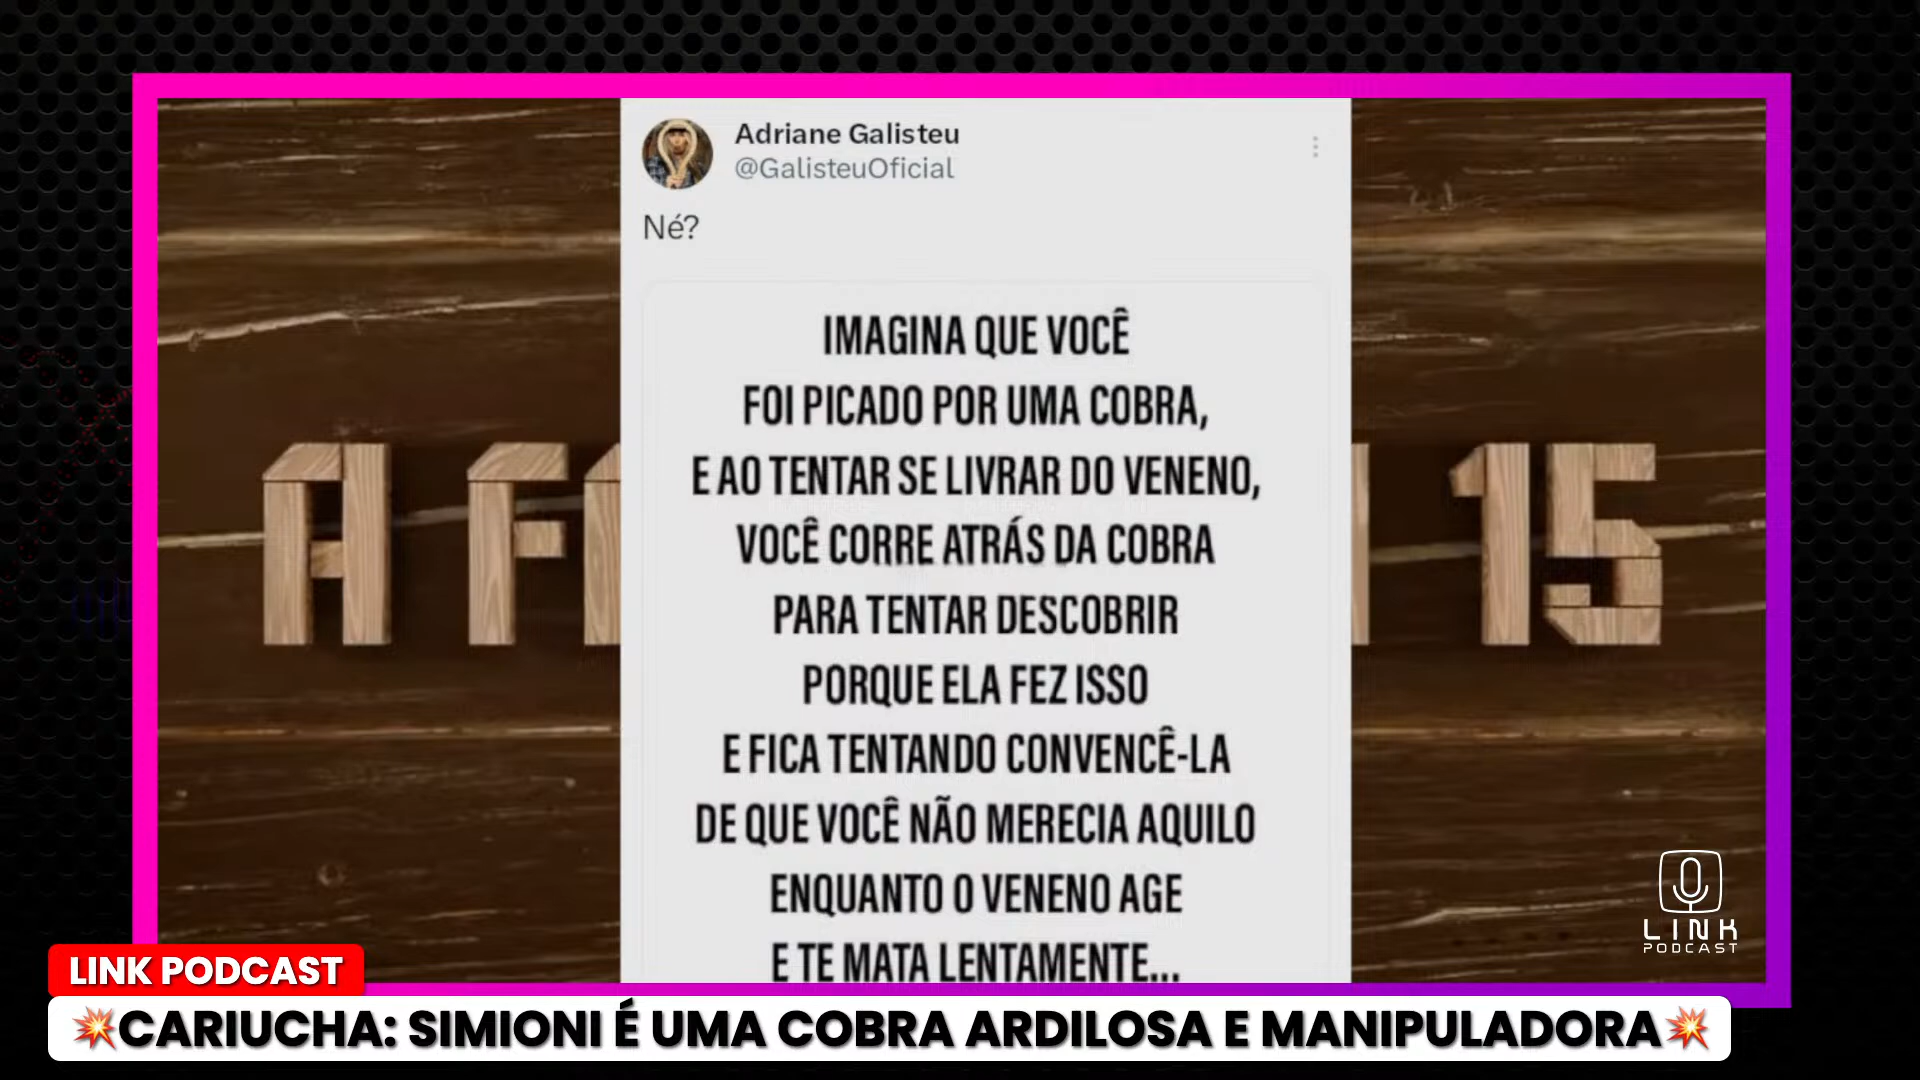 Adriane Galisteu
@GalisteuOficial
Né?
IMAGINA QUE VOCÊ
FOI PICADO POR UMA COBRA,
E AO TENTAR SE LIVRAR DO VENENO,
VOCÊ CORRE ATRÁS DA COBRA
PARA TENTAR DESCOBRIR
PORQUE ELA FEZ ISSO
E FICA TENTANDO CONVENCÊ-LA
DE QUE VOCÊ NÃO MERECIA AQUILO
ENQUANTO O VENENO AGE
E TE MATA LENTAMENTE...
A 15
LINK
PODCAST
LINK PODCAST
💥CARIUCHA: SIMIONI É UMA COBRA ARDILOSA E MANIPULADORA💥